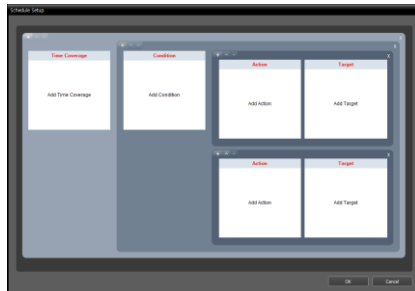 Schedule Setup
Time Coverage
Condition
Action
Target
Add Time Coverage
Add Condition
Add Action
Add Target
Action
Target
Add Action
Add Target
OK
Cancel